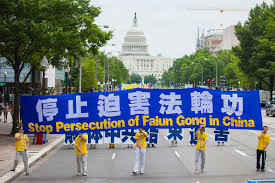 停止迫害法輪功
Stop Persecution of Falun Gong in China